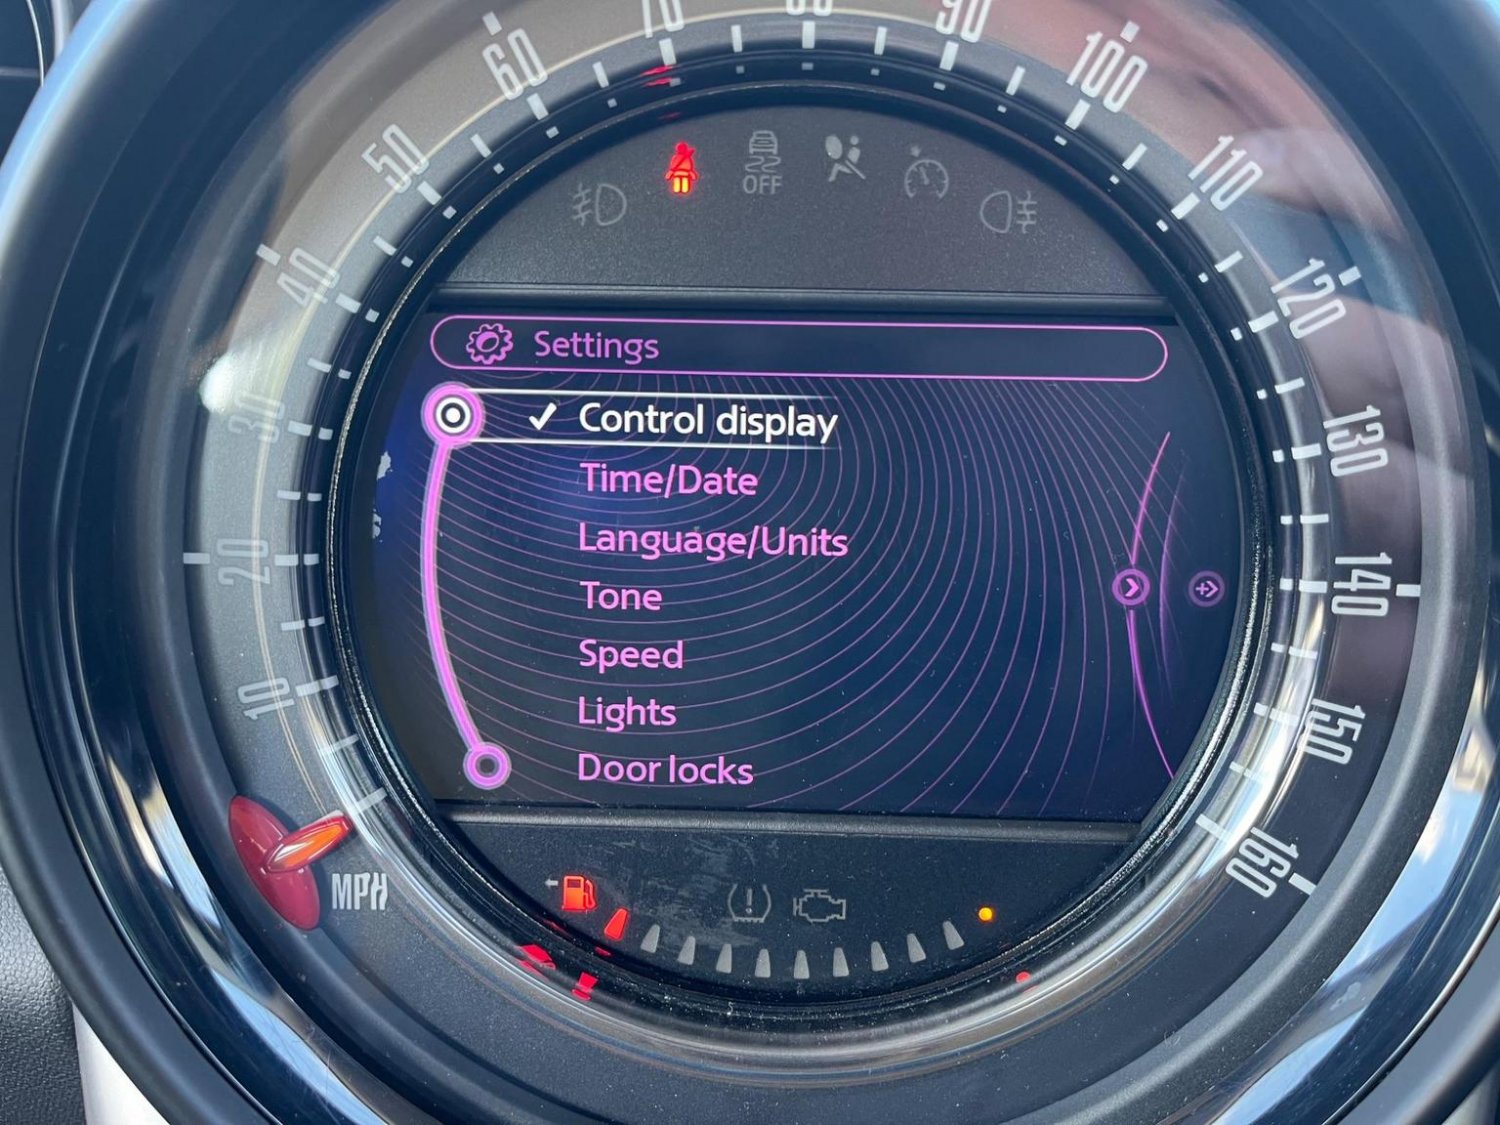 10
20
30
40
50
60
70
80
90
100
110
120
130
140
150
160
MPH
OFF
Settings
Control display
Time/Date
Language/Units
Tone
Speed
Lights
Door locks